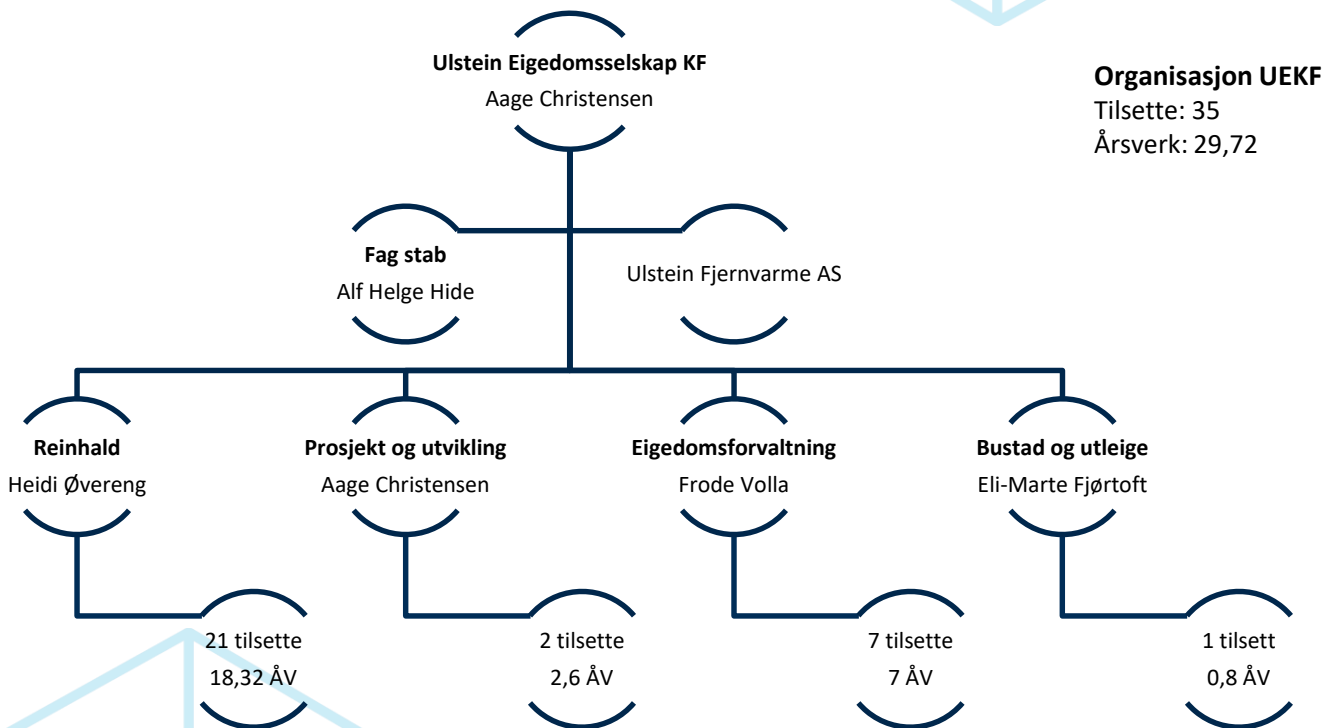 Ulstein Eigedomsselskap KF
Aage Christensen
Organisasjon UEKF
Tilsette: 35
Årsverk: 29,72
Fag stab
Alf Helge Hide
Ulstein Fjernvarme AS
Reinhald
Heidi Øvereng
Prosjekt og utvikling
Aage Christensen
Eigedomsforvaltning
Frode Volla
Bustad og utleige
Eli-Marte Fjørtoft
21 tilsette
18,32 ÅV
2 tilsette
2,6 ÅV
7 tilsette
7 ÅV
1 tilsett
0,8 ÅV